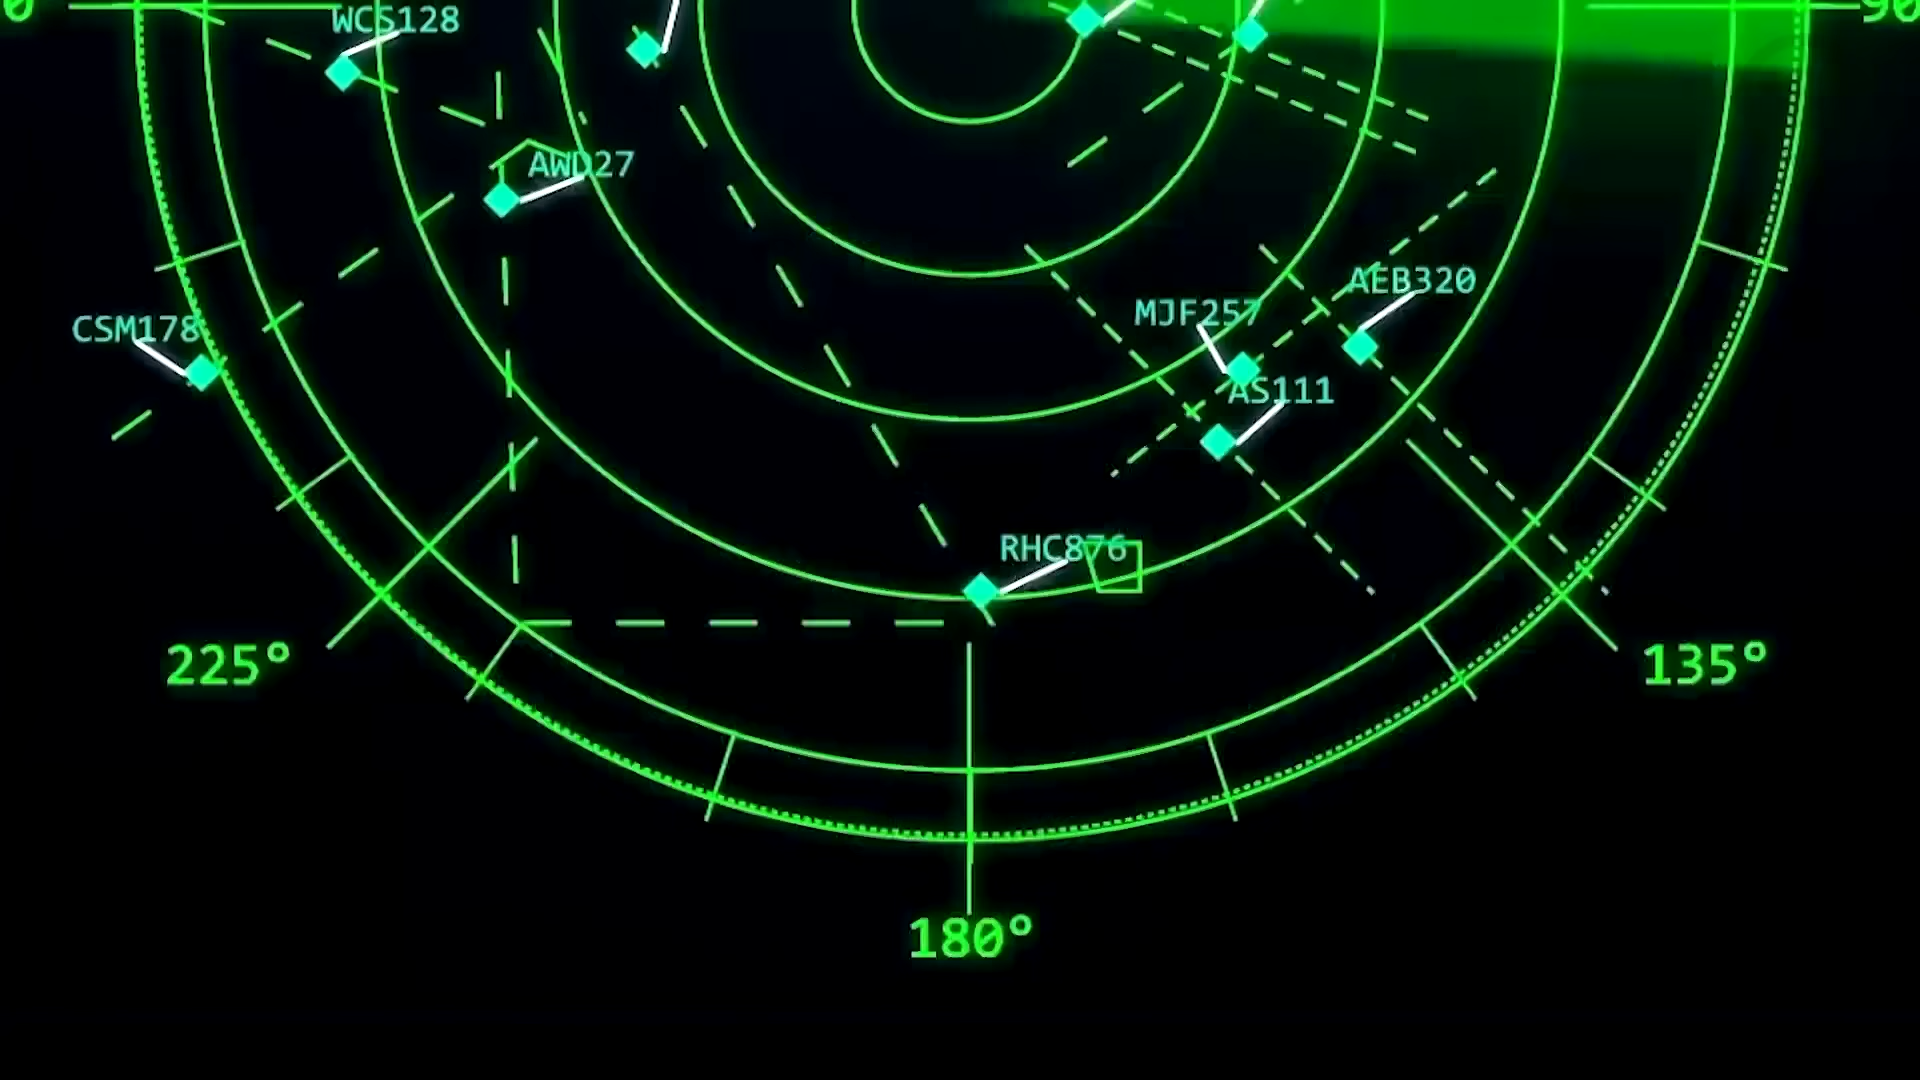 WCS128
AWD27
AEB320
MJF257
CSM178
AS111
RHC876
225°
135°
180°